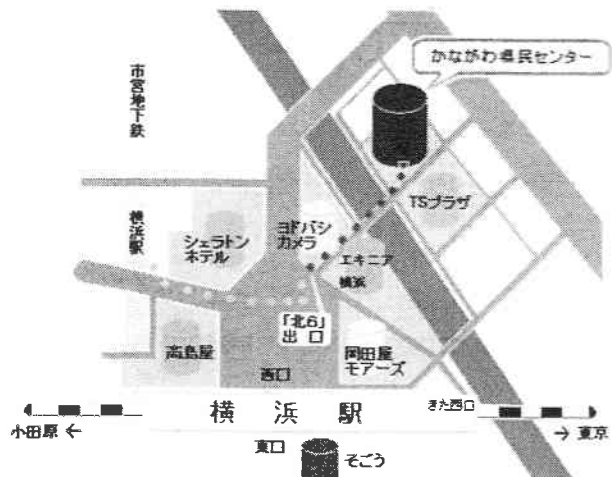 かながわ県民センター
市営地下鉄
横浜駅
TSプラザ
ヨドバシ
カメラ
シェラトン
ホテル
エキニア
横浜
「北6」
出口
高島屋
岡田屋
モアーズ
西口
きた西口
横浜駅
小田原 ←
→ 東京
東口
そごう